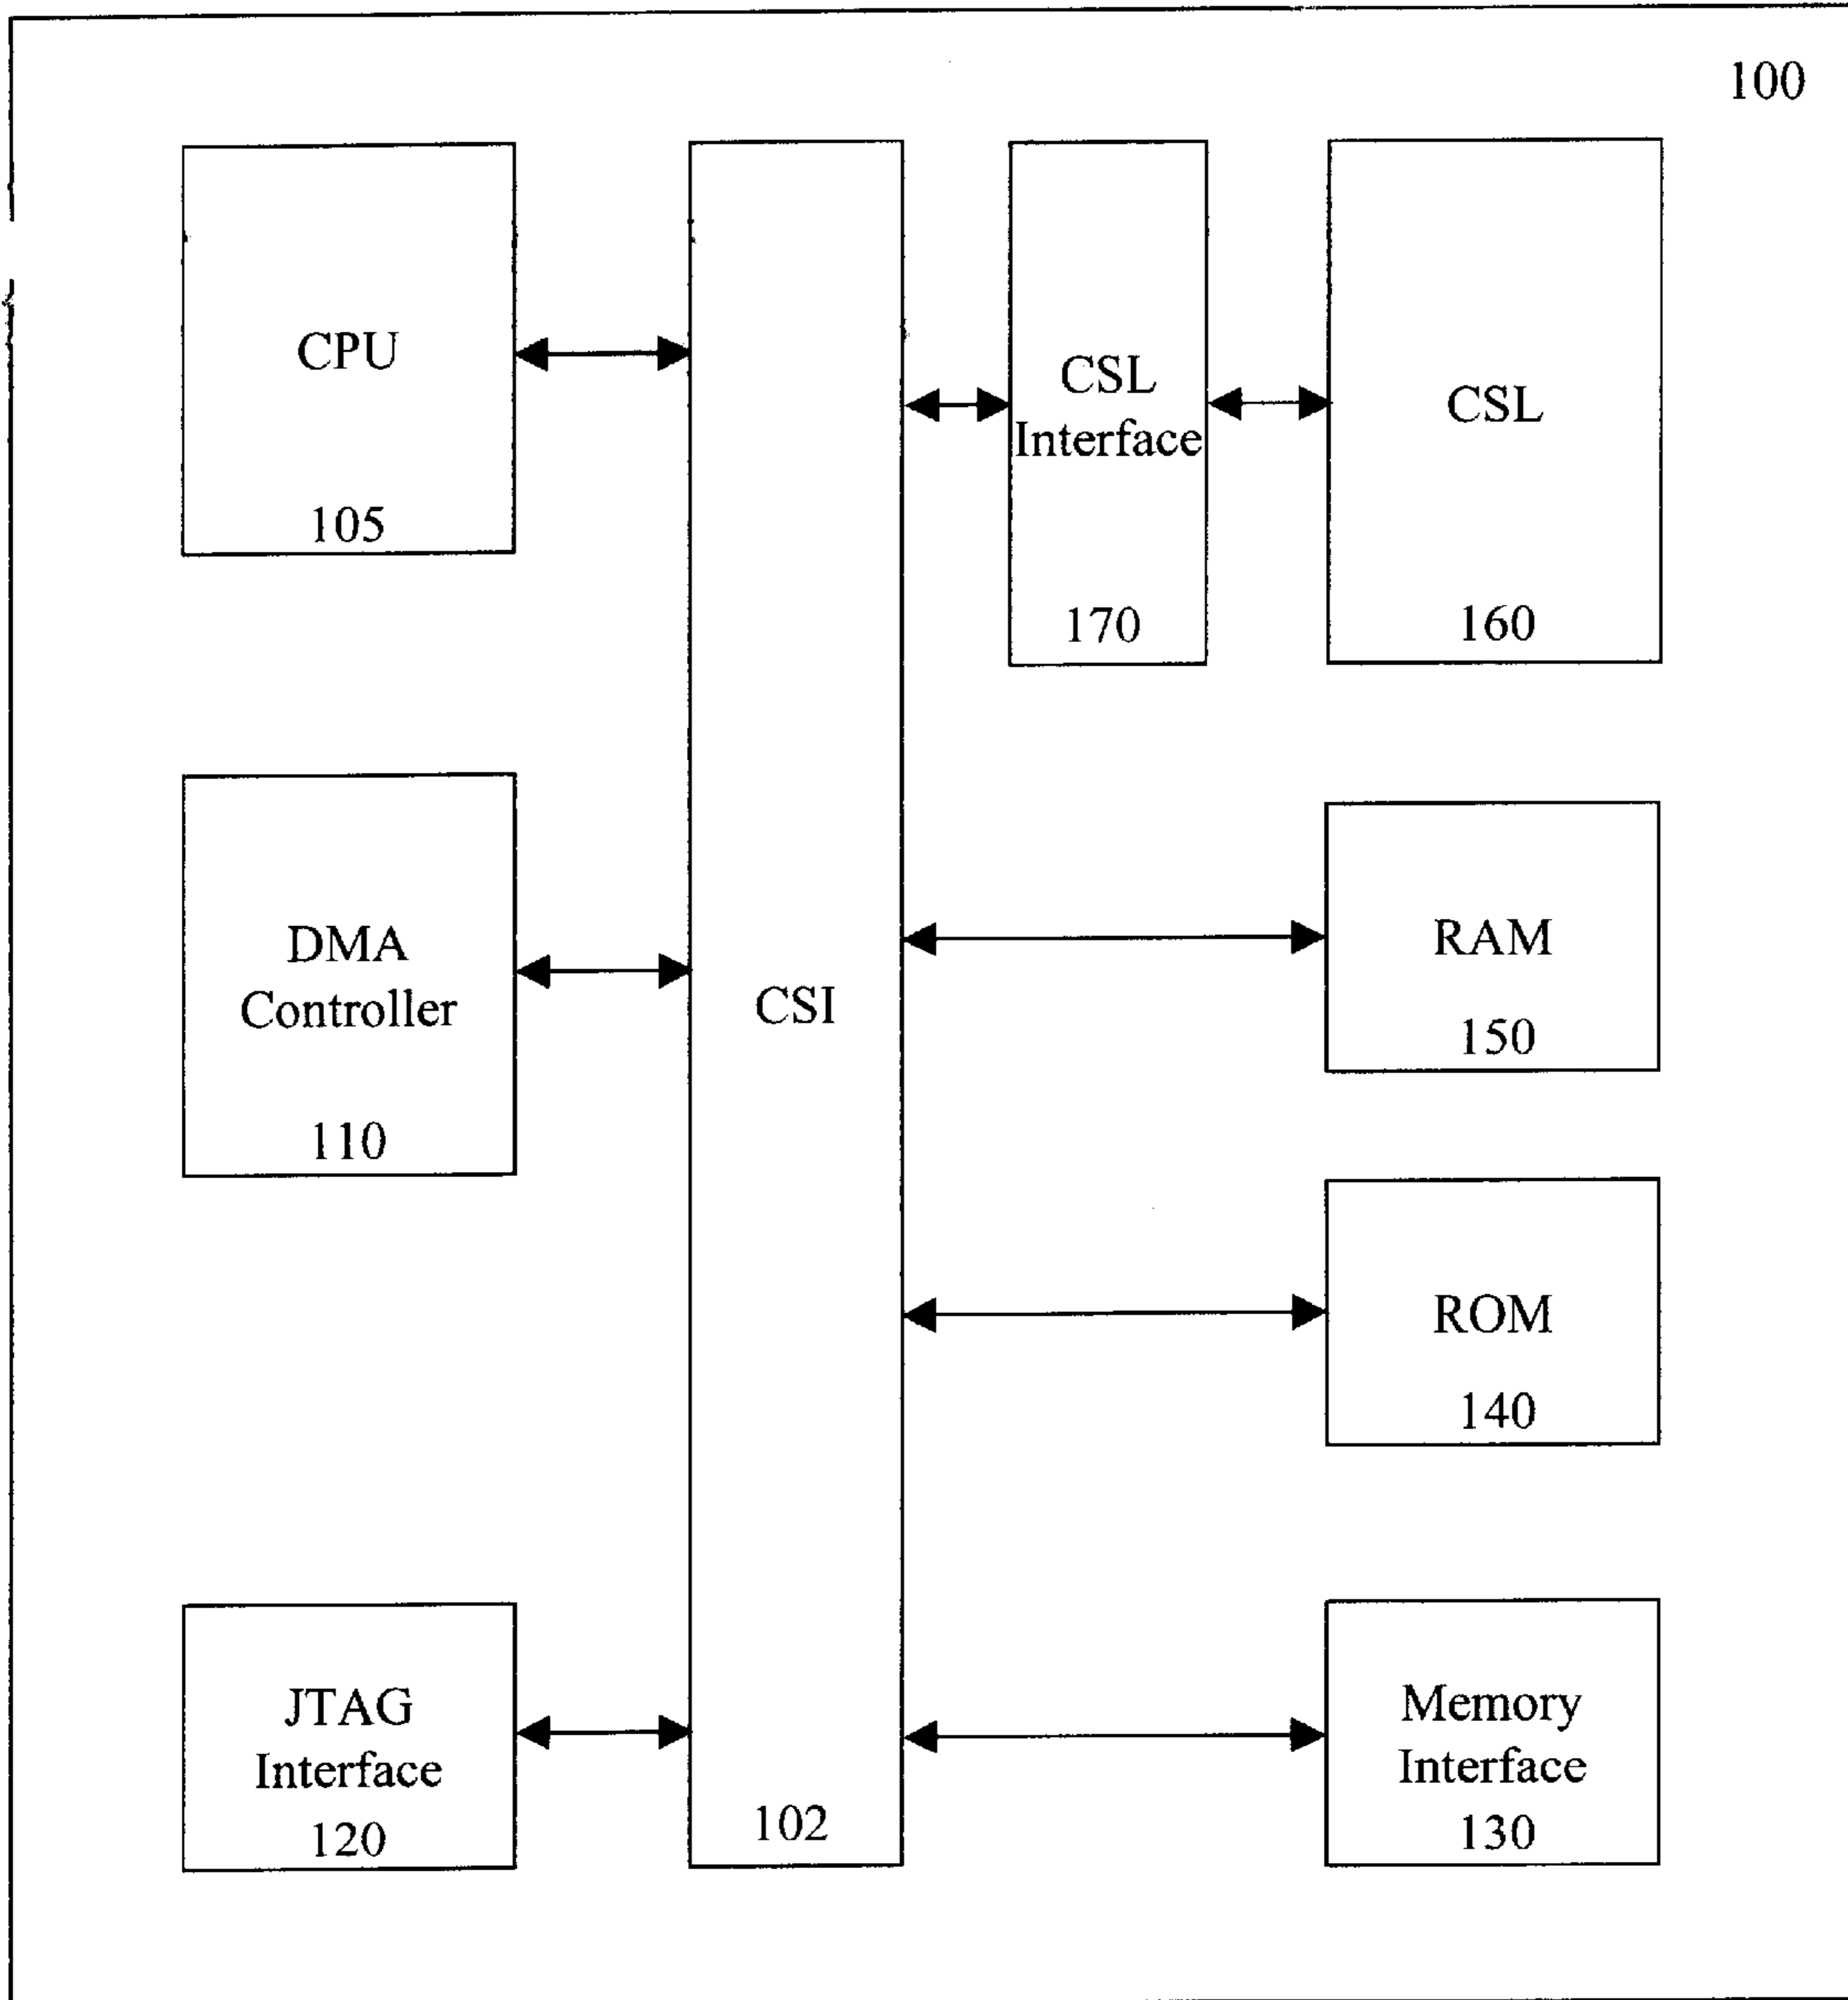 100
CPU
105
CSI
102
CSL
Interface
170
CSL
160
DMA
Controller
110
RAM
150
ROM
140
JTAG
Interface
120
Memory
Interface
130